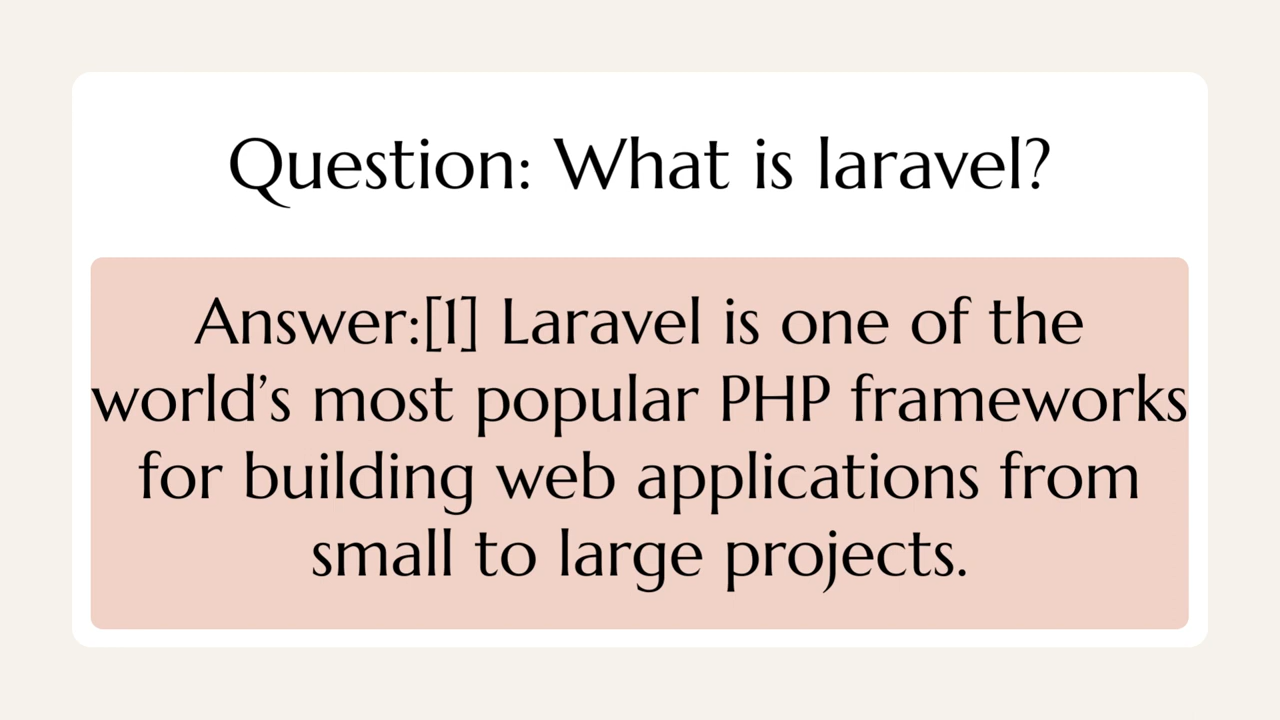 Question: What is laravel?
Answer:[1] Laravel is one of the
world’s most popular PHP frameworks
for building web applications from
small to large projects.